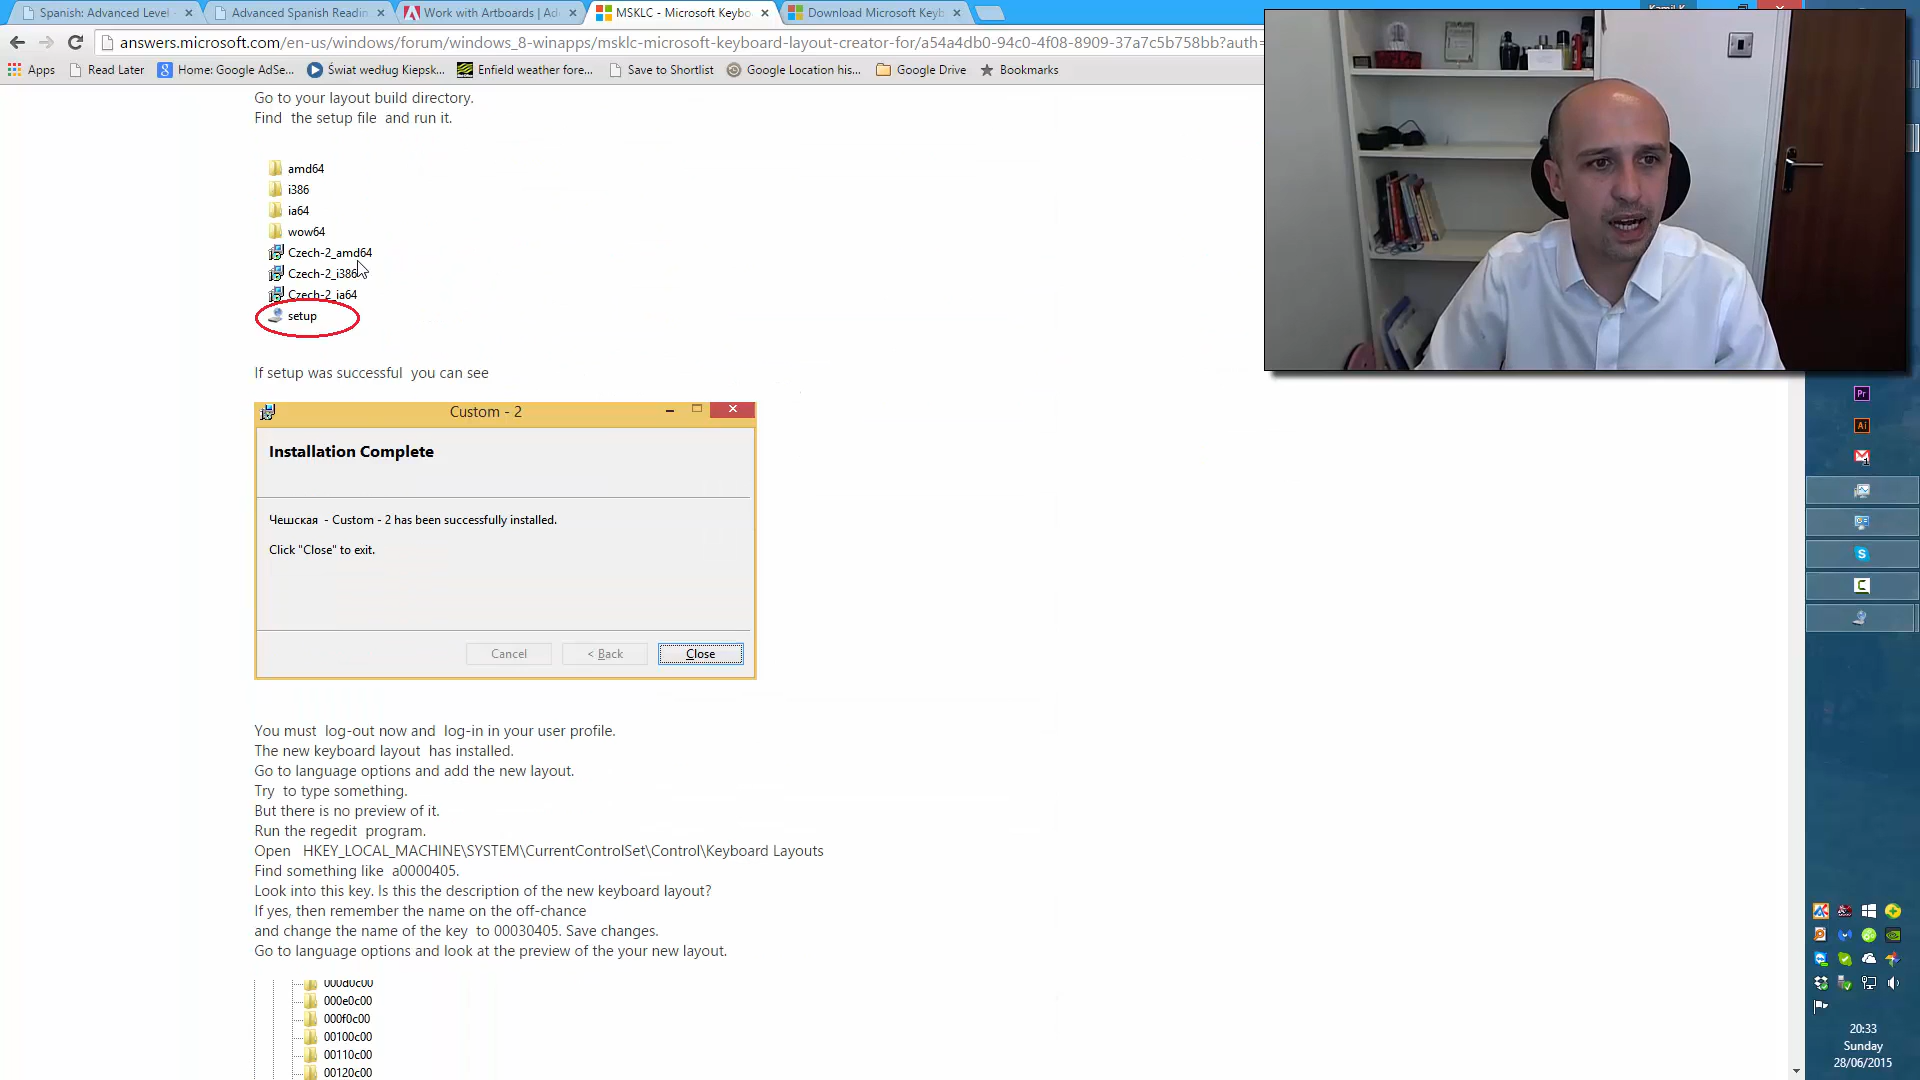 Spanish: Advanced Level -
Advanced Spanish Readin
Work with Artboards | Ad
MSKLC - Microsoft Keybo
Download Microsoft Keyb
answers.microsoft.com/en-us/windows/forum/windows_8-winapps/msklc-microsoft-keyboard-layout-creator-for/a54a4db0-94c0-4f08-8909-37a7c5b758bb?auth=
Apps
Read Later
Home: Google AdSe...
Świat według Kiepsk...
Enfield weather fore...
Save to Shortlist
Google Location his...
Google Drive
Bookmarks
Go to your layout build directory.
Find the setup file and run it.
amd64
i386
ia64
wow64
Czech-2_amd64
Czech-2_i386
Czech-2_ia64
setup
If setup was successful you can see
Custom - 2
Installation Complete
Чешская - Custom - 2 has been successfully installed.
Click "Close" to exit.
Cancel
< Back
Close
You must log-out now and log-in in your user profile.
The new keyboard layout has installed.
Go to language options and add the new layout.
Try to type something.
But there is no preview of it.
Run the regedit program.
Open HKEY_LOCAL_MACHINE\SYSTEM\CurrentControlSet\Control\Keyboard Layouts
Find something like a0000405.
Look into this key. Is this the description of the new keyboard layout?
If yes, then remember the name on the off-chance
and change the name of the key to 00030405. Save changes.
Go to language options and look at the preview of the your new layout.
000d0c00
000e0c00
000f0c00
00100c00
00110c00
00120c00
Pr
Ai
20:33
Sunday
28/06/2015